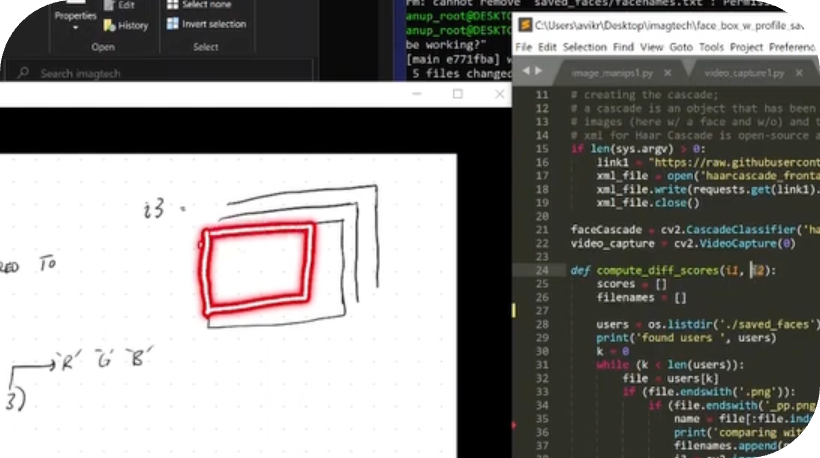 Properties
Edit
History
Open
Select none
Invert selection
Select
Search imagtech
rm: cannot remove 'saved_faces/facenames.txt': Permiss
anup_root@DESKTO
anup_root@DESKTO
be working?"
[main e771fba] w
5 files changed
C:\Users\avikr\Desktop\imagtech\face_box_w_profile_sav
File Edit Selection Find View Goto Tools Project Preferenc
image_manips1.py
video_capture1.py
11 # creating the cascade;
12 # a cascade is an object that has been
13 # images (here w/ a face and w/o) and t
14 # xml for Haar Cascade is open-source a
15 if len(sys.argv) > 0:
16 link1 = "https://raw.githubusercont
17 xml_file = open('haarcascade_fronta
18 xml_file.write(requests.get(link1).
19 xml_file.close()
20
21 faceCascade = cv2.CascadeClassifier('ha
22 video_capture = cv2.VideoCapture(0)
23
24 def compute_diff_scores(i1, i2):
25 scores = []
26 filenames = []
27
28 users = os.listdir('./saved_faces')
29 print('found users ', users)
30 k = 0
31 while (k < len(users)):
32 file = users[k]
33 if (file.endswith('.png')):
34 if (file.endswith('_pp.png
35 name = file[:file.ind
36 print('comparing wit
37 filenames.append(
i3 =
TO
'R' 'G' 'B'
3)